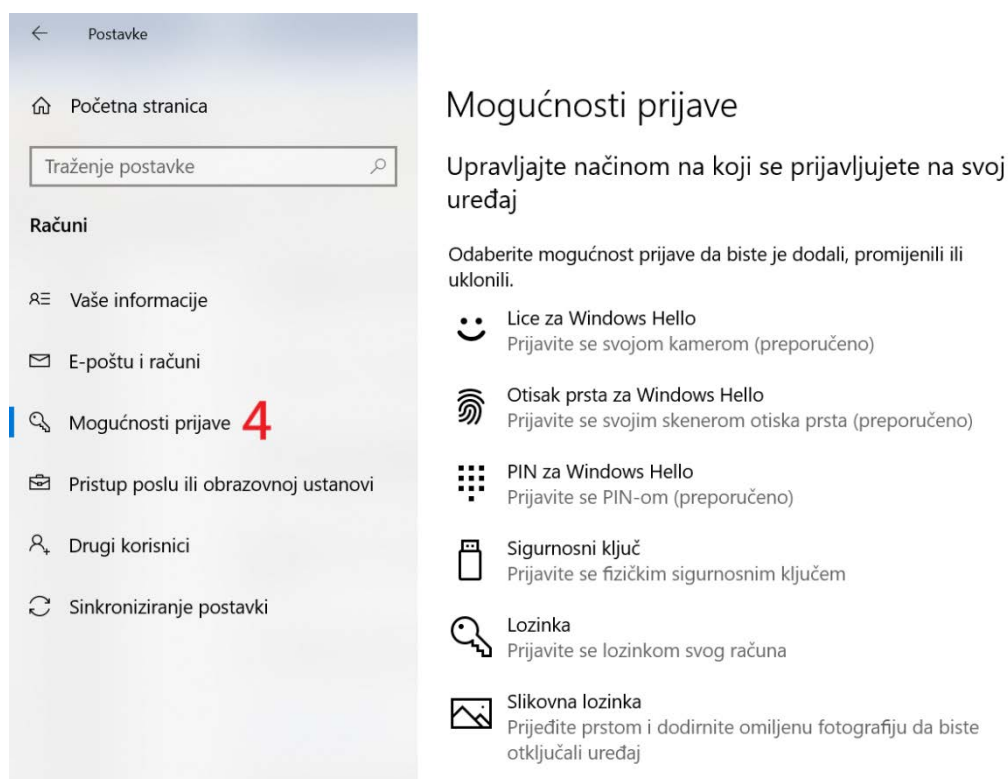 Postavke
Početna stranica
Traženje postavke
Računi
Vaše informacije
E-poštu i računi
Mogućnosti prijave 4
Pristup poslu ili obrazovnoj ustanovi
Drugi korisnici
Sinkroniziranje postavki
Mogućnosti prijave
Upravljajte načinom na koji se prijavljujete na svoj
uređaj
Odaberite mogućnost prijave da biste je dodali, promijenili ili
uklonili.
Lice za Windows Hello
Prijavite se svojom kamerom (preporučeno)
Otisak prsta za Windows Hello
Prijavite se svojim skenerom otiska prsta (preporučeno)
PIN za Windows Hello
Prijavite se PIN-om (preporučeno)
Sigurnosni ključ
Prijavite se fizičkim sigurnosnim ključem
Lozinka
Prijavite se lozinkom svog računa
Slikovna lozinka
Prijeđite prstom i dodirnite omiljenu fotografiju da biste
otključali uređaj